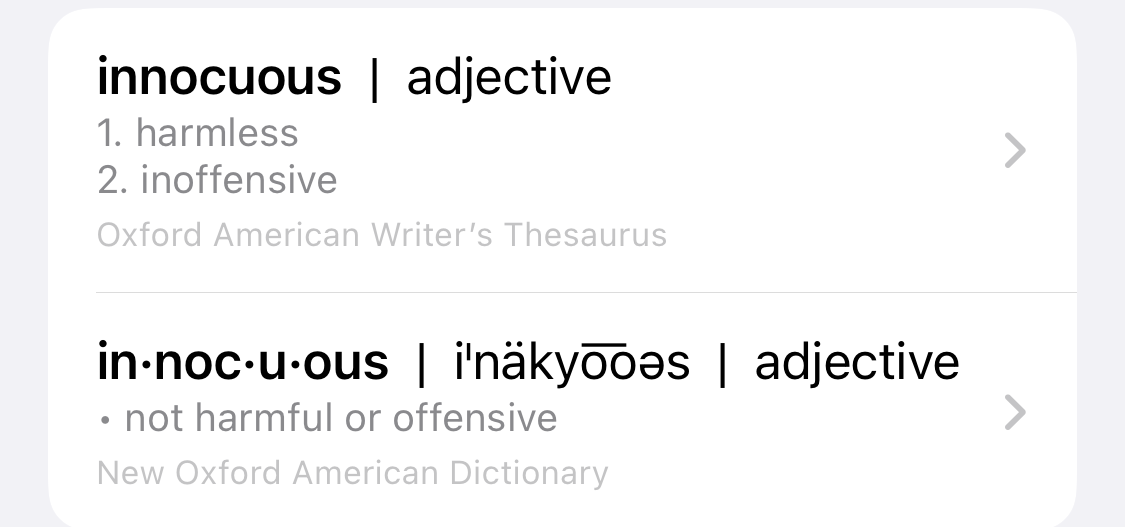 innocuous | adjective
1. harmless
2. inoffensive
Oxford American Writer’s Thesaurus
in·noc·u·ous | iˈnäkyo͞oəs | adjective
• not harmful or offensive
New Oxford American Dictionary